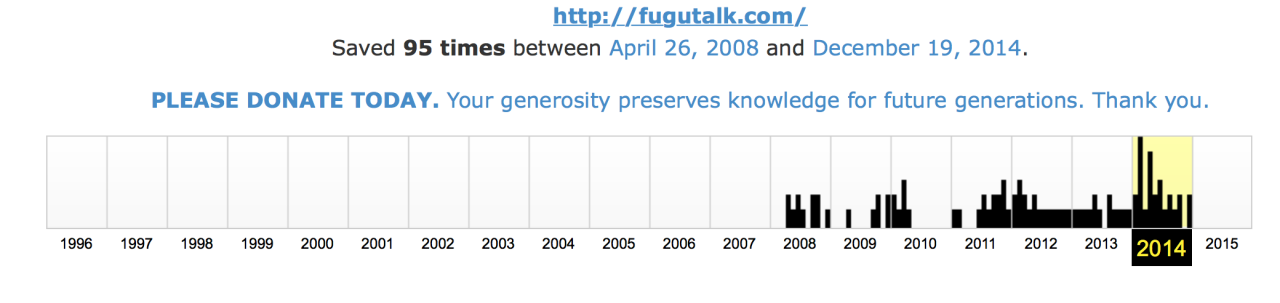 http://fugutalk.com/
Saved 95 times between April 26, 2008 and December 19, 2014.
PLEASE DONATE TODAY. Your generosity preserves knowledge for future generations. Thank you.
1996 1997 1998 1999 2000 2001 2002 2003 2004 2005 2006 2007 2008 2009 2010 2011 2012 2013 2014 2015